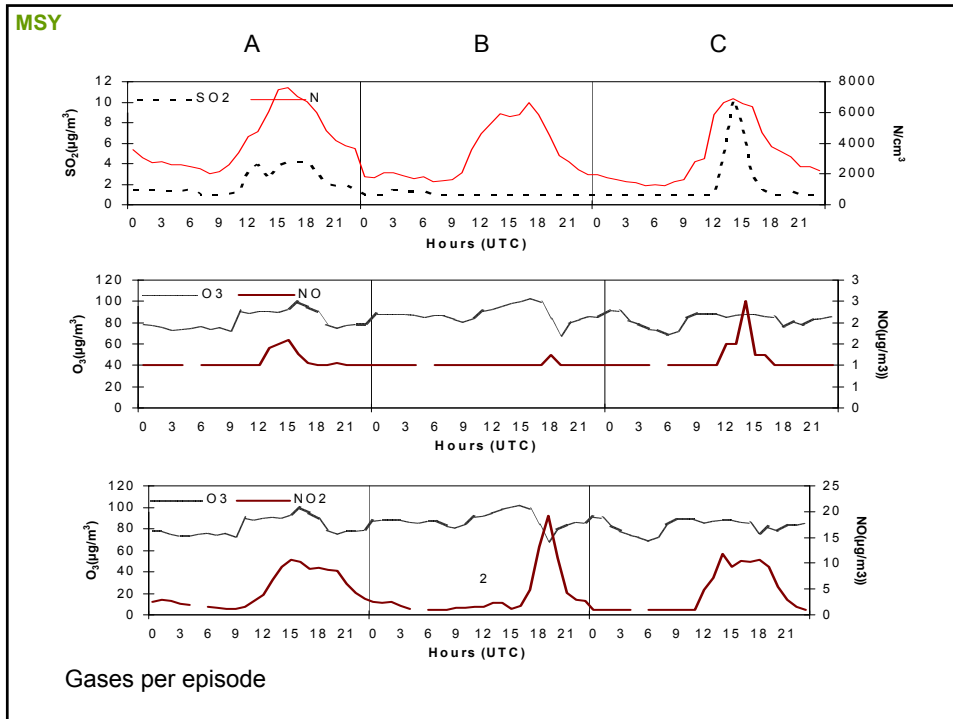 MSY
A B C
SO2 N
12 10 8 6 4 2 0
SO₂(µg/m³)
8000 6000 4000 2000 0
N/cm³
0 3 6 9 12 15 18 21 0 3 6 9 12 15 18 21 0 3 6 9 12 15 18 21
Hours (UTC)
O3 NO
120 100 80 60 40 20 0
O₃(µg/m³)
3 3 2 2 1 1 0
NO(µg/m3))
0 3 6 9 12 15 18 21 0 3 6 9 12 15 18 21 0 3 6 9 12 15 18 21
Hours (UTC)
O3 NO2
120 100 80 60 40 20 0
O₃(µg/m³)
25 20 15 10 5 0
NO(µg/m3))
2
0 3 6 9 12 15 18 21 0 3 6 9 12 15 18 21 0 3 6 9 12 15 18 21
Hours (UTC)
Gases per episode